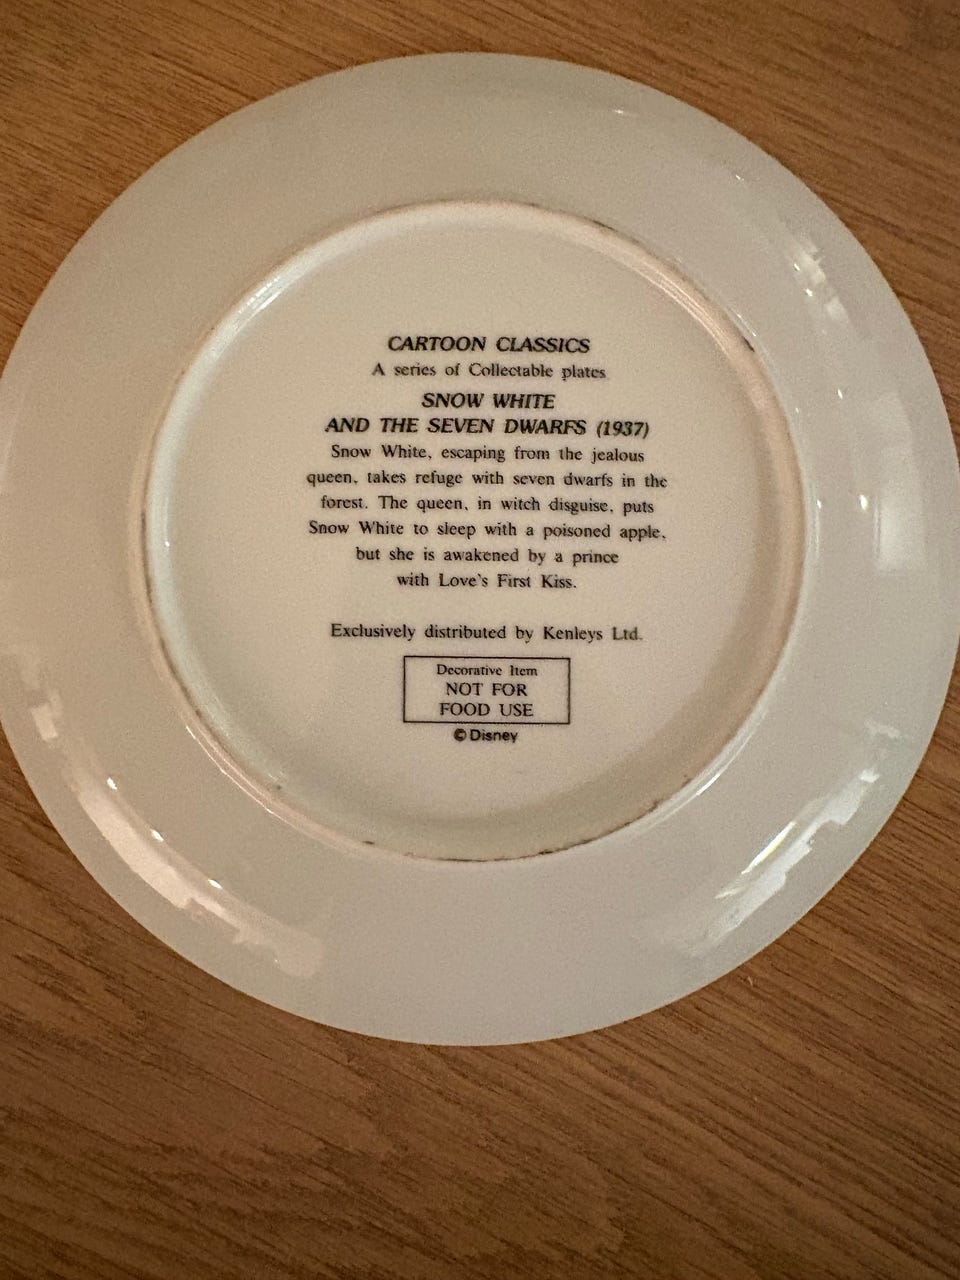 CARTOON CLASSICS
A series of Collectable plates
SNOW WHITE
AND THE SEVEN DWARFS (1937)
Snow White, escaping from the jealous
queen, takes refuge with seven dwarfs in the
forest. The queen, in witch disguise, puts
Snow White to sleep with a poisoned apple,
but she is awakened by a prince
with Love's First Kiss.
Exclusively distributed by Kenleys Ltd.
Decorative Item
NOT FOR
FOOD USE
© Disney